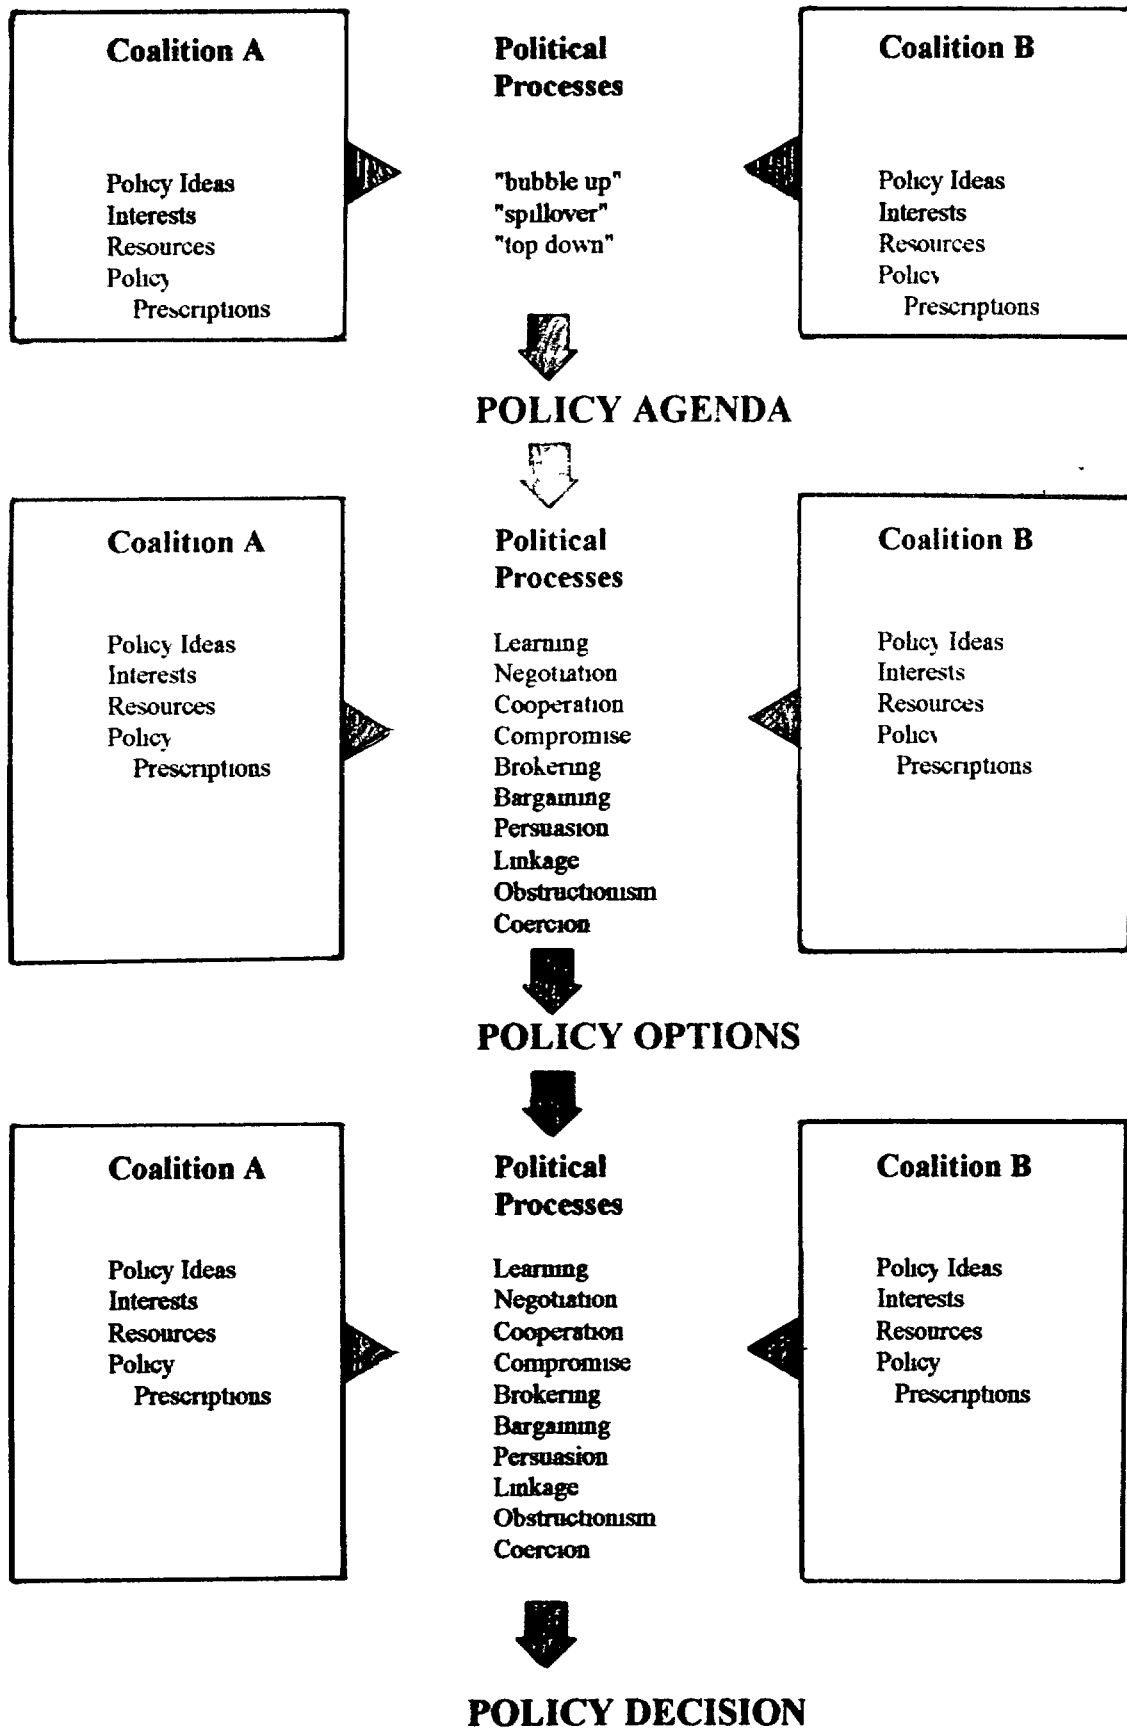 Coalition A
Policy Ideas
Interests
Resources
Policy
Prescriptions
Political
Processes
"bubble up"
"spillover"
"top down"
Coalition B
Policy Ideas
Interests
Resources
Policy
Prescriptions
POLICY AGENDA
Coalition A
Policy Ideas
Interests
Resources
Policy
Prescriptions
Political
Processes
Learning
Negotiation
Cooperation
Compromise
Brokering
Bargaining
Persuasion
Linkage
Obstructionism
Coercion
Coalition B
Policy Ideas
Interests
Resources
Policy
Prescriptions
POLICY OPTIONS
Coalition A
Policy Ideas
Interests
Resources
Policy
Prescriptions
Political
Processes
Learning
Negotiation
Cooperation
Compromise
Brokering
Bargaining
Persuasion
Linkage
Obstructionism
Coercion
Coalition B
Policy Ideas
Interests
Resources
Policy
Prescriptions
POLICY DECISION